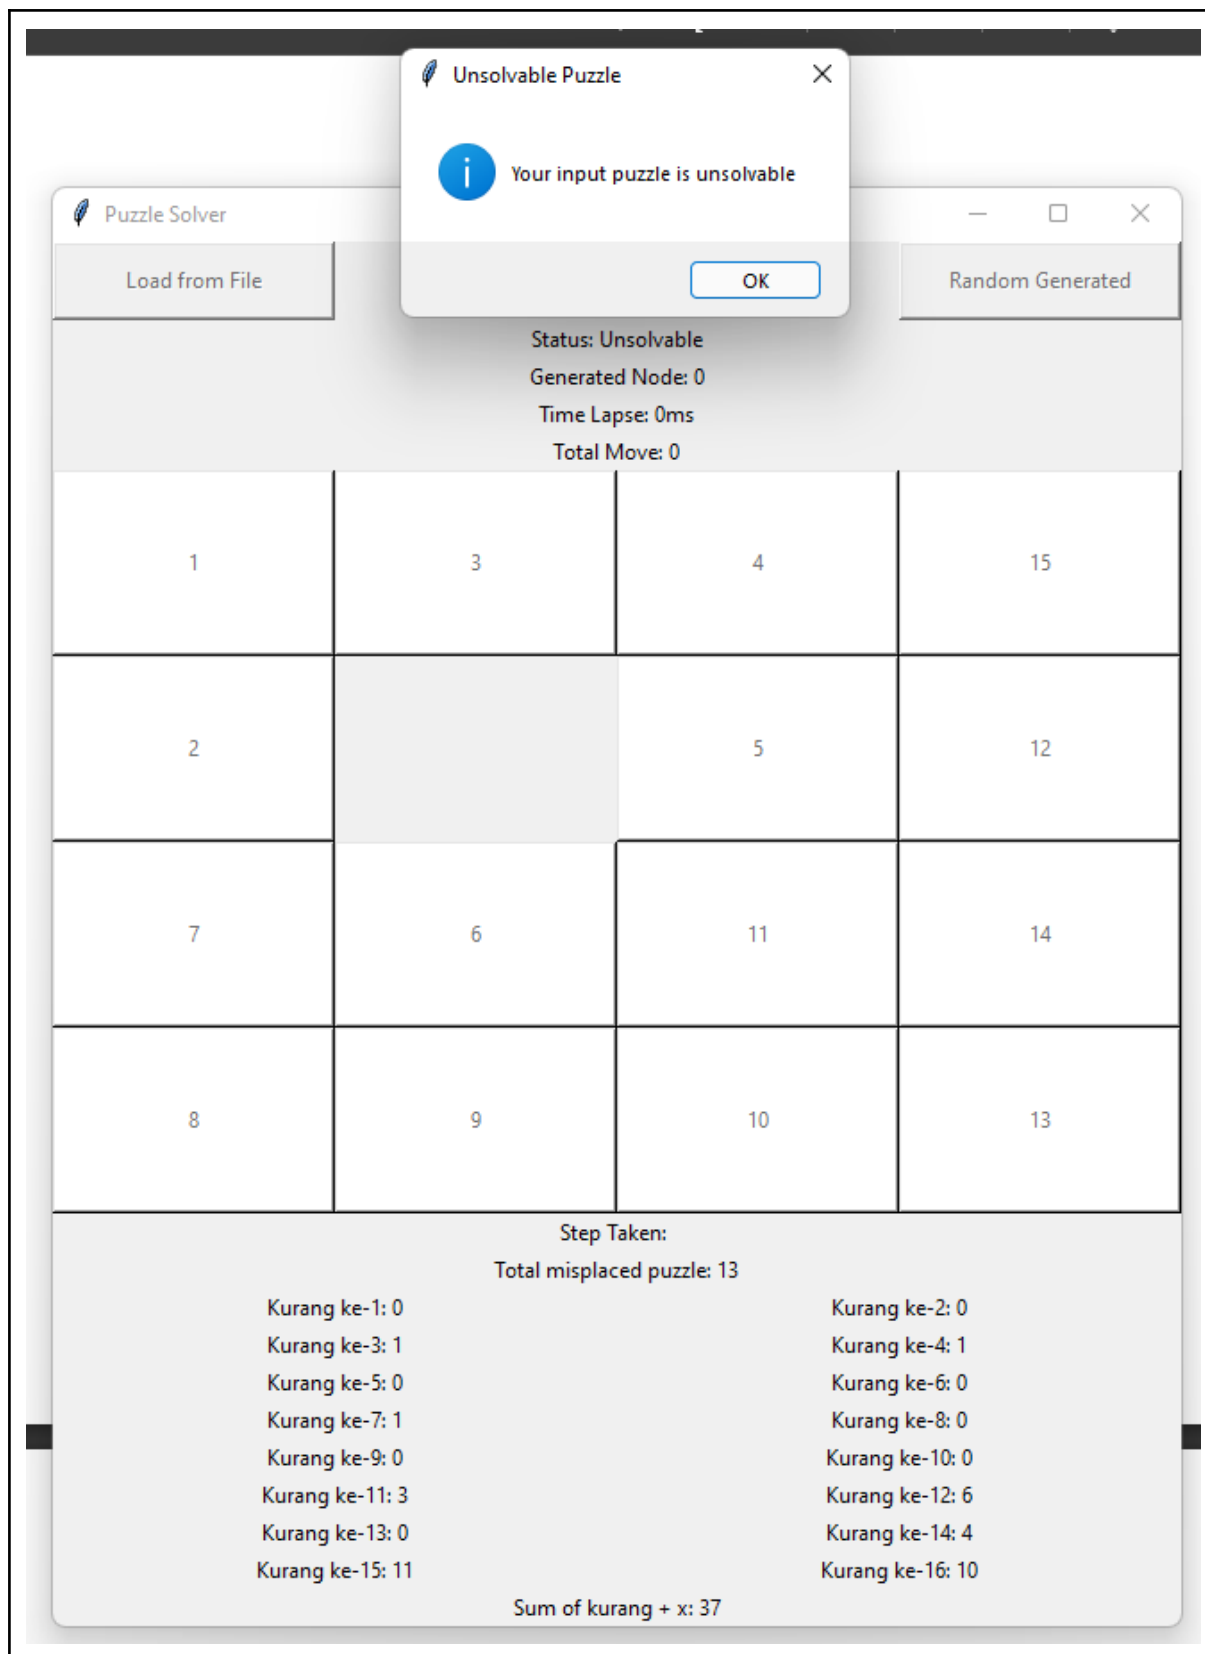 Unsolvable Puzzle
Your input puzzle is unsolvable
OK
Puzzle Solver
Load from File
Random Generated
Status: Unsolvable
Generated Node: 0
Time Lapse: 0ms
Total Move: 0
1 3 4 15
2 5 12
7 6 11 14
8 9 10 13
Step Taken:
Total misplaced puzzle: 13
Kurang ke-1: 0 Kurang ke-2: 0
Kurang ke-3: 1 Kurang ke-4: 1
Kurang ke-5: 0 Kurang ke-6: 0
Kurang ke-7: 1 Kurang ke-8: 0
Kurang ke-9: 0 Kurang ke-10: 0
Kurang ke-11: 3 Kurang ke-12: 6
Kurang ke-13: 0 Kurang ke-14: 4
Kurang ke-15: 11 Kurang ke-16: 10
Sum of kurang + x: 37